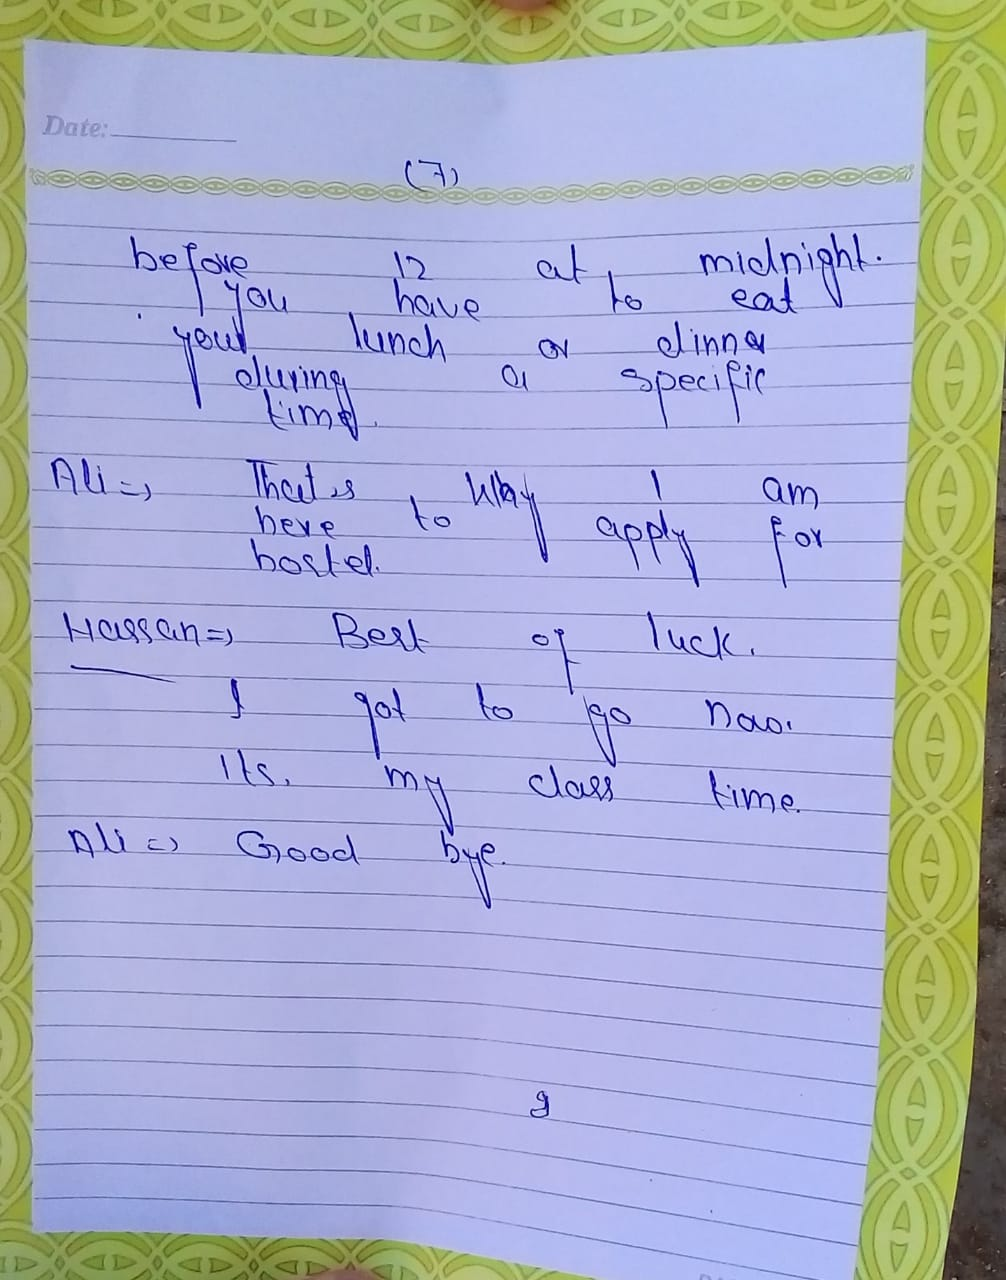 Date:
(7)
before 12 at midnight.
you have to eat
your lunch or dinner
during a specific
time.
Ali => That is Why I am
here to apply for
hostel.
Hassan => Best of luck.
I got to go now.
Its. my class time.
Ali => Good bye.
9